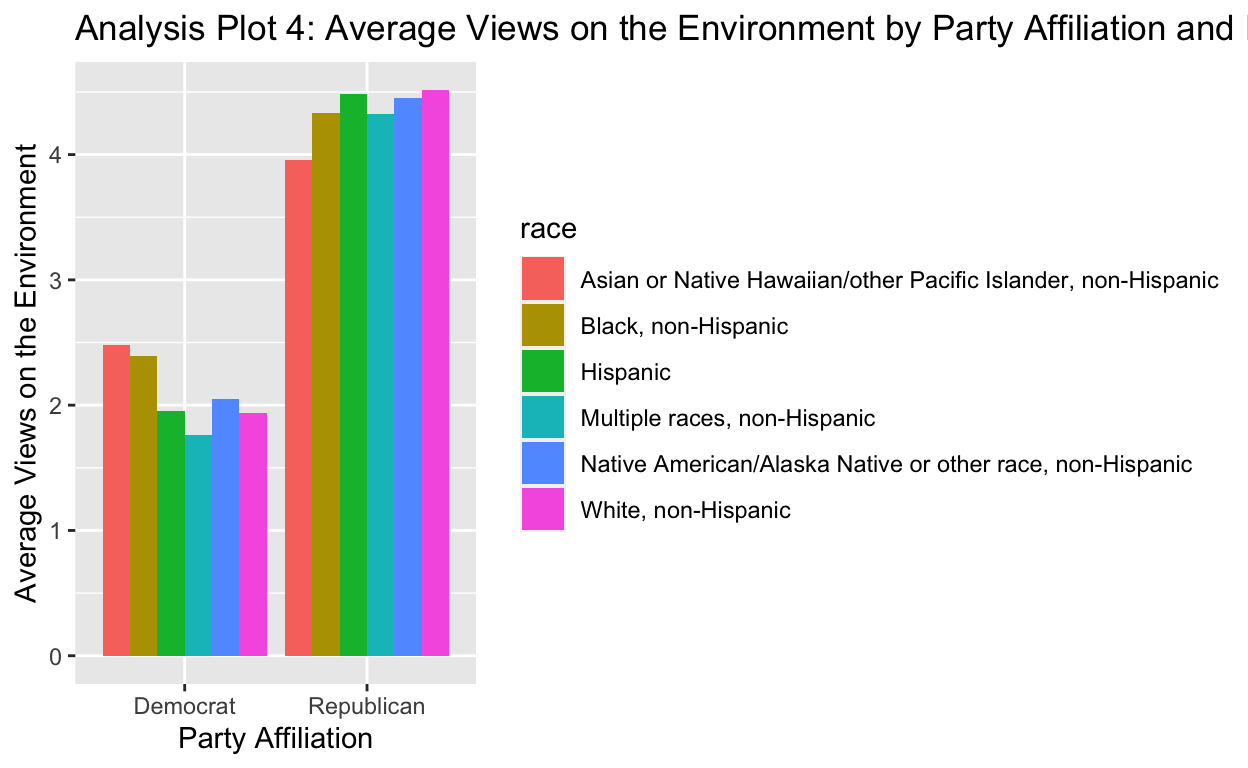 Analysis Plot 4: Average Views on the Environment by Party Affiliation and
Average Views on the Environment
4
3
2
1
0
Democrat
Republican
Party Affiliation
race
Asian or Native Hawaiian/other Pacific Islander, non-Hispanic
Black, non-Hispanic
Hispanic
Multiple races, non-Hispanic
Native American/Alaska Native or other race, non-Hispanic
White, non-Hispanic